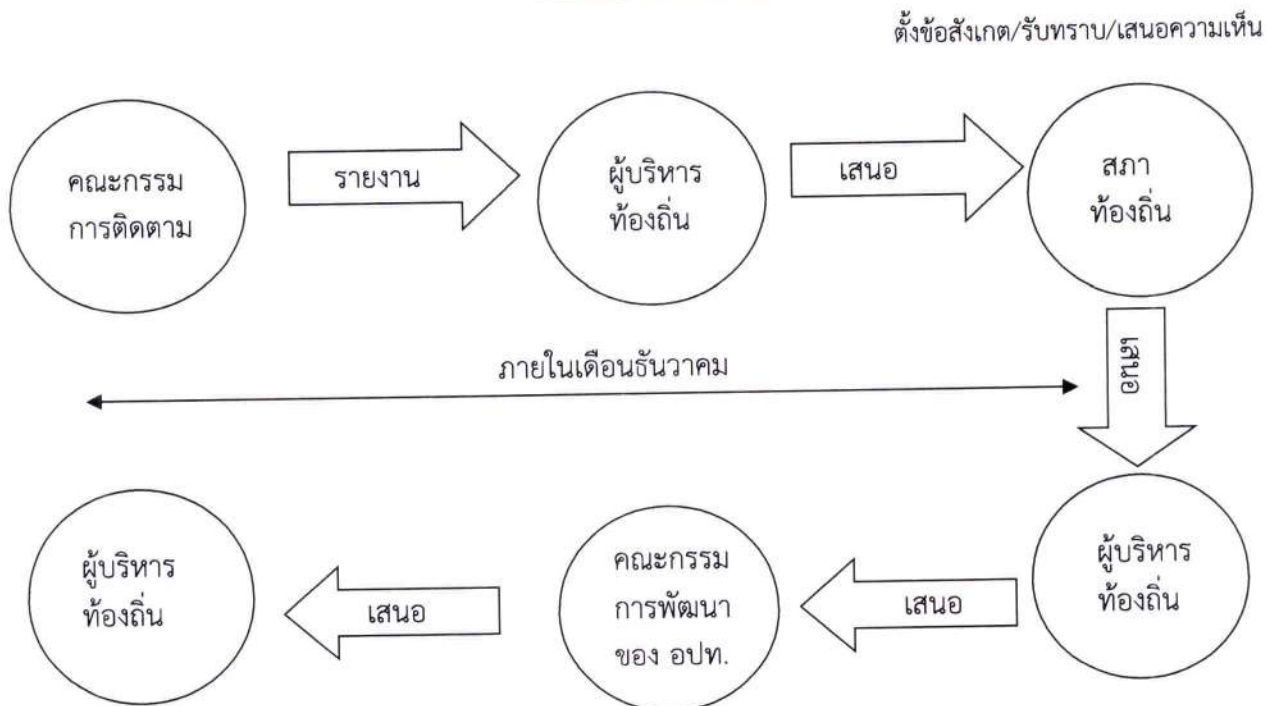 ตั้งข้อสังเกต/รับทราบ/เสนอความเห็น
คณะกรรม
การติดตาม
รายงาน
ผู้บริหาร
ท้องถิ่น
เสนอ
สภา
ท้องถิ่น
เสนอ
ภายในเดือนธันวาคม
ผู้บริหาร
ท้องถิ่น
เสนอ
คณะกรรม
การพัฒนา
ของ อปท.
เสนอ
ผู้บริหาร
ท้องถิ่น